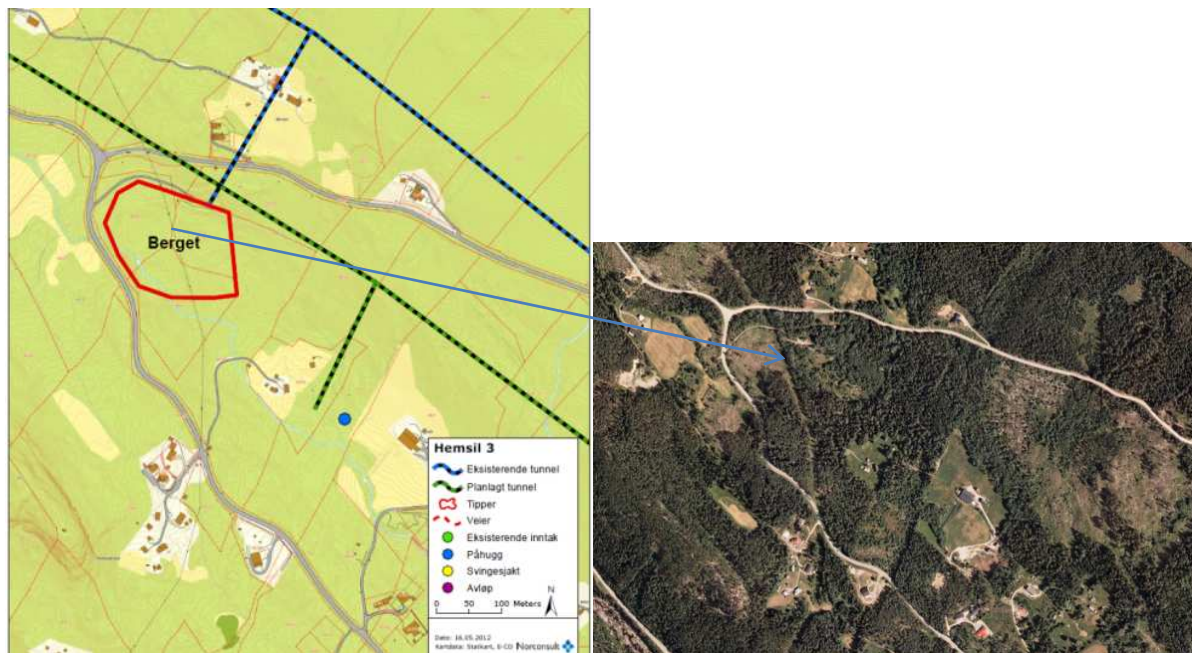 Berget
Hemsil 3
Eksisterende tunnel
Planlagt tunnel
Tipper
Veier
Eksisterende inntak
Påhugg
Svingesjakt
Avløp
N
0 50 100 Meters
Dato: 16.05.2012
Kartdata: Statkart, E-CO Norconsult